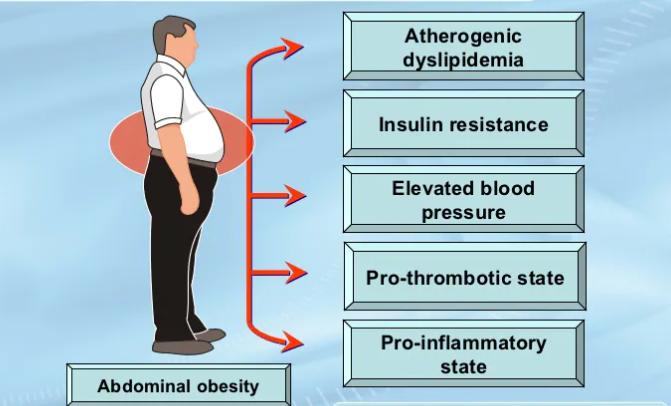 Atherogenic
dyslipidemia
Insulin resistance
Elevated blood
pressure
Pro-thrombotic state
Pro-inflammatory
state
Abdominal obesity